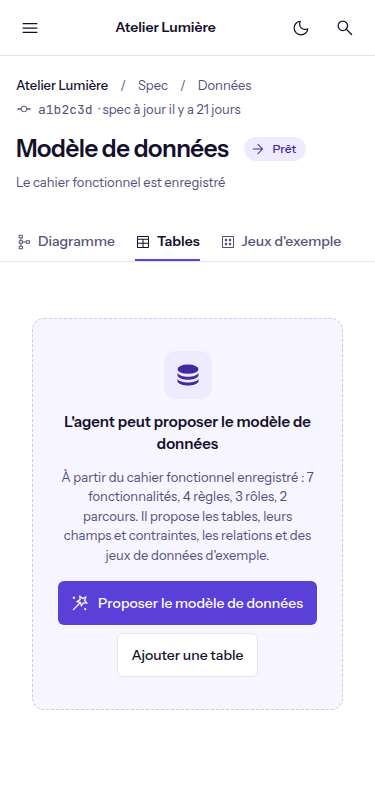 Atelier Lumière
Atelier Lumière / Spec / Données
a1b2c3d · spec à jour il y a 21 jours
Modèle de données
Prêt
Le cahier fonctionnel est enregistré
Diagramme Tables Jeux d'exemple
L'agent peut proposer le modèle de
données
À partir du cahier fonctionnel enregistré : 7
fonctionnalités, 4 règles, 3 rôles, 2
parcours. Il propose les tables, leurs
champs et contraintes, les relations et des
jeux de données d'exemple.
Proposer le modèle de données
Ajouter une table